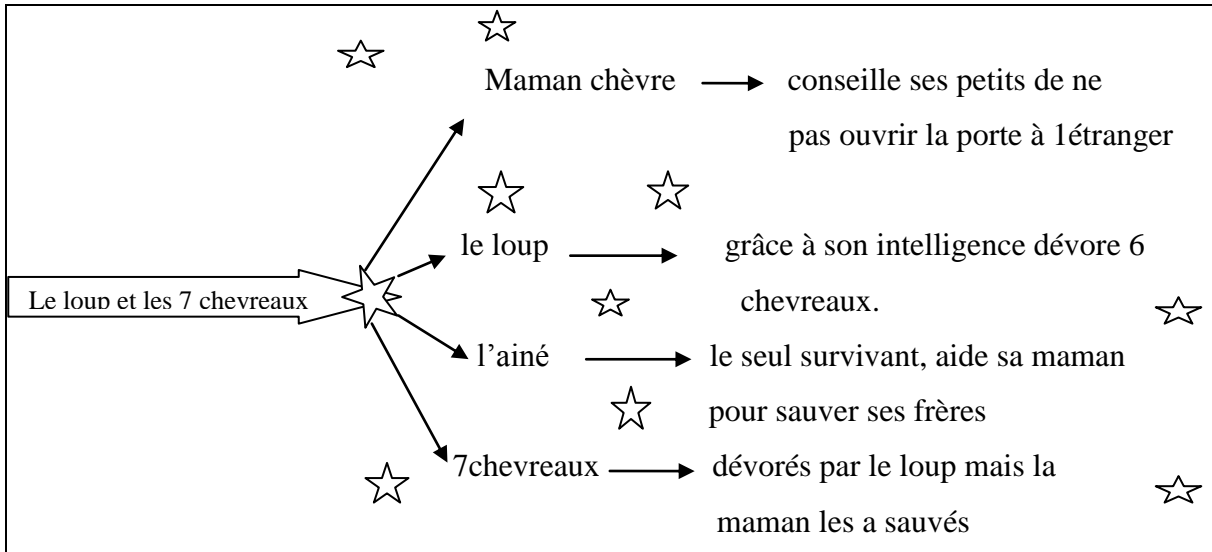 Maman chèvre conseille ses petits de ne
pas ouvrir la porte à 1étranger
le loup grâce à son intelligence dévore 6
chevreaux.
Le loup et les 7 chevreaux
l'ainé le seul survivant, aide sa maman
pour sauver ses frères
7chevreaux dévorés par le loup mais la
maman les a sauvés